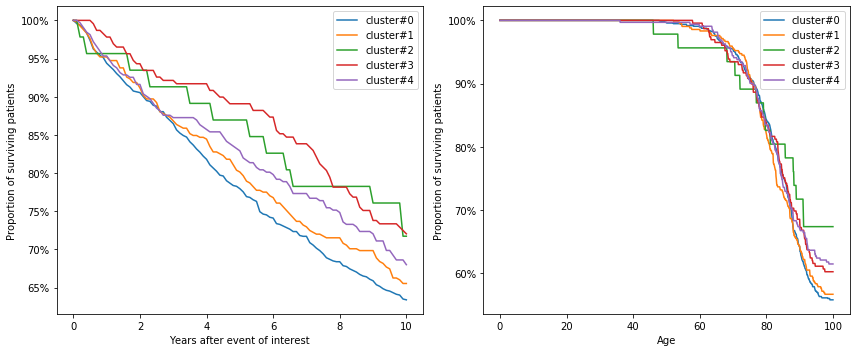 100%
95%
90%
85%
80%
75%
70%
65%
Proportion of surviving patients
0
2
4
6
8
10
Years after event of interest
cluster#0
cluster#1
cluster#2
cluster#3
cluster#4
100%
90%
80%
70%
60%
Proportion of surviving patients
0
20
40
60
80
100
Age
cluster#0
cluster#1
cluster#2
cluster#3
cluster#4